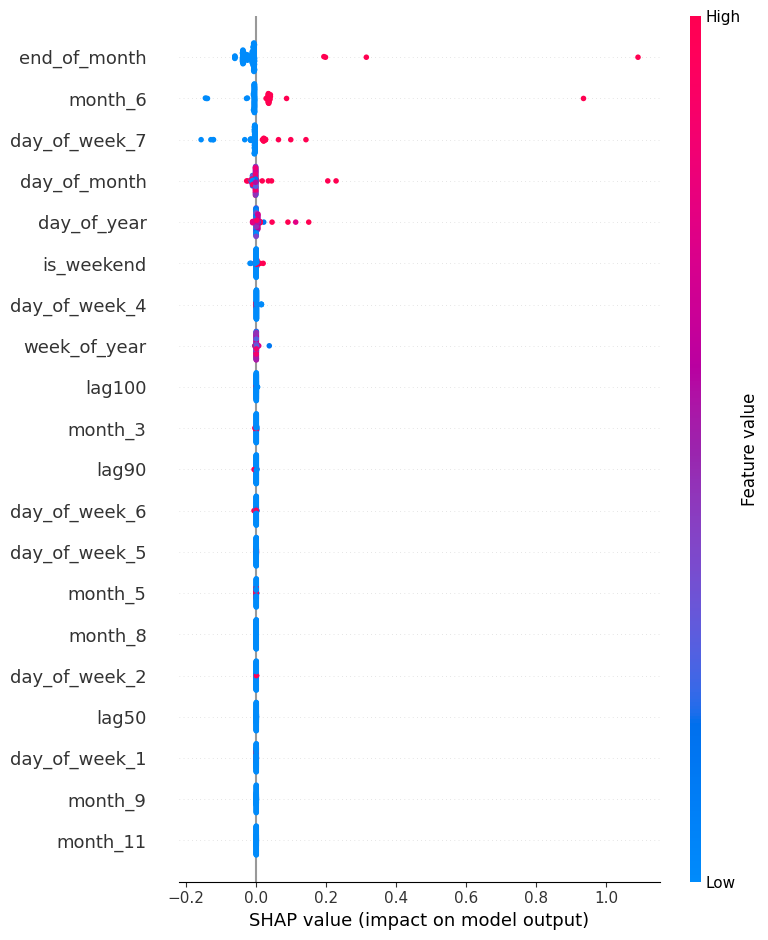 High
end_of_month
month_6
day_of_week_7
day_of_month
day_of_year
is_weekend
day_of_week_4
week_of_year
lag100
month_3
lag90
day_of_week_6
day_of_week_5
month_5
month_8
day_of_week_2
lag50
day_of_week_1
month_9
month_11
Feature value
Low
−0.2 0.0 0.2 0.4 0.6 0.8 1.0
SHAP value (impact on model output)